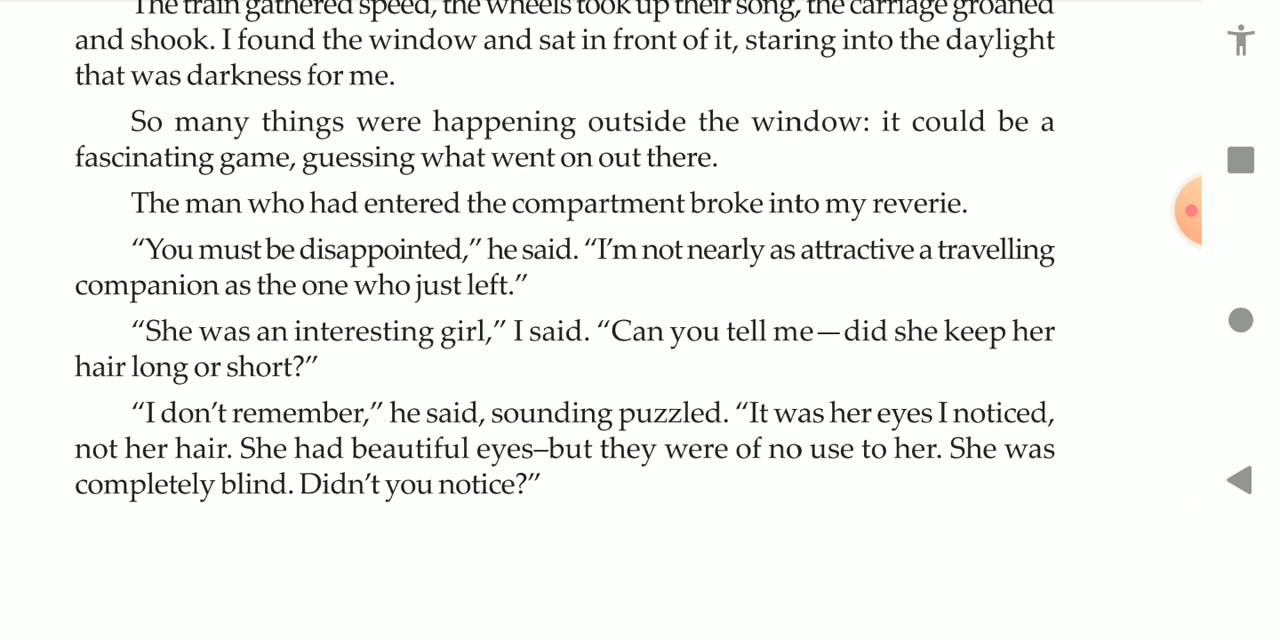 The train gathered speed, the wheels took up their song, the carriage groaned
and shook. I found the window and sat in front of it, staring into the daylight
that was darkness for me.
So many things were happening outside the window: it could be a
fascinating game, guessing what went on out there.
The man who had entered the compartment broke into my reverie.
“You must be disappointed,” he said. “I’m not nearly as attractive a travelling
companion as the one who just left.”
“She was an interesting girl,” I said. “Can you tell me—did she keep her
hair long or short?”
“I don’t remember,” he said, sounding puzzled. “It was her eyes I noticed,
not her hair. She had beautiful eyes–but they were of no use to her. She was
completely blind. Didn’t you notice?”